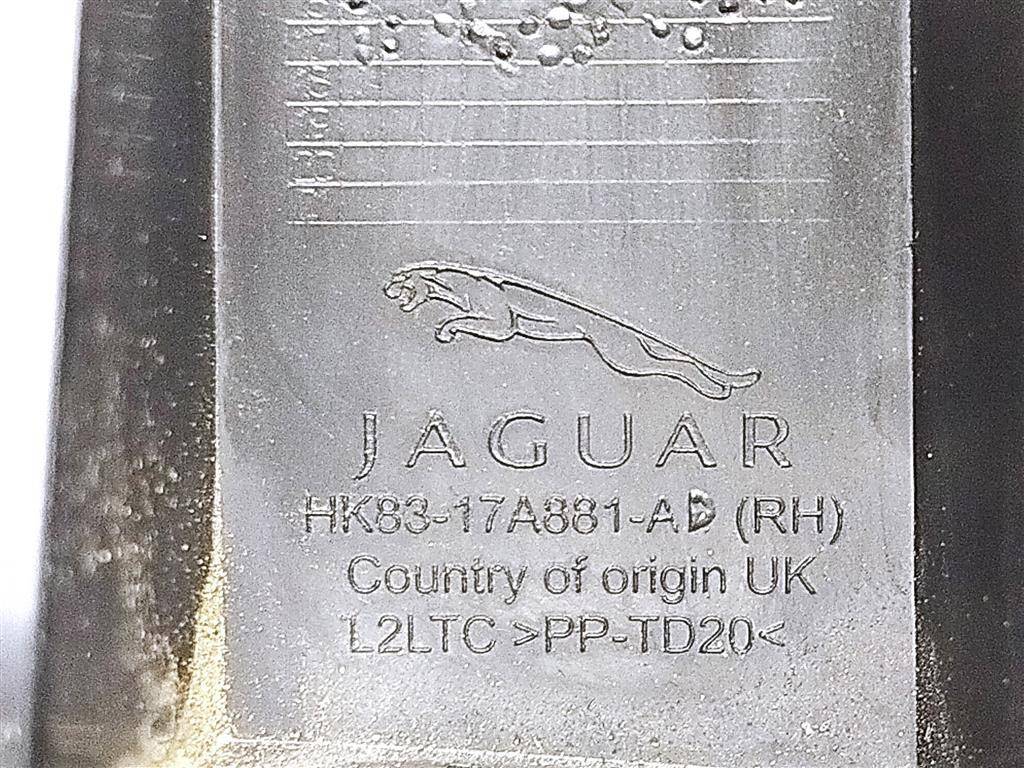 JAGUAR
HK83-17A881-AD (RH)
Country of origin UK
L2LTC >PP-TD20<